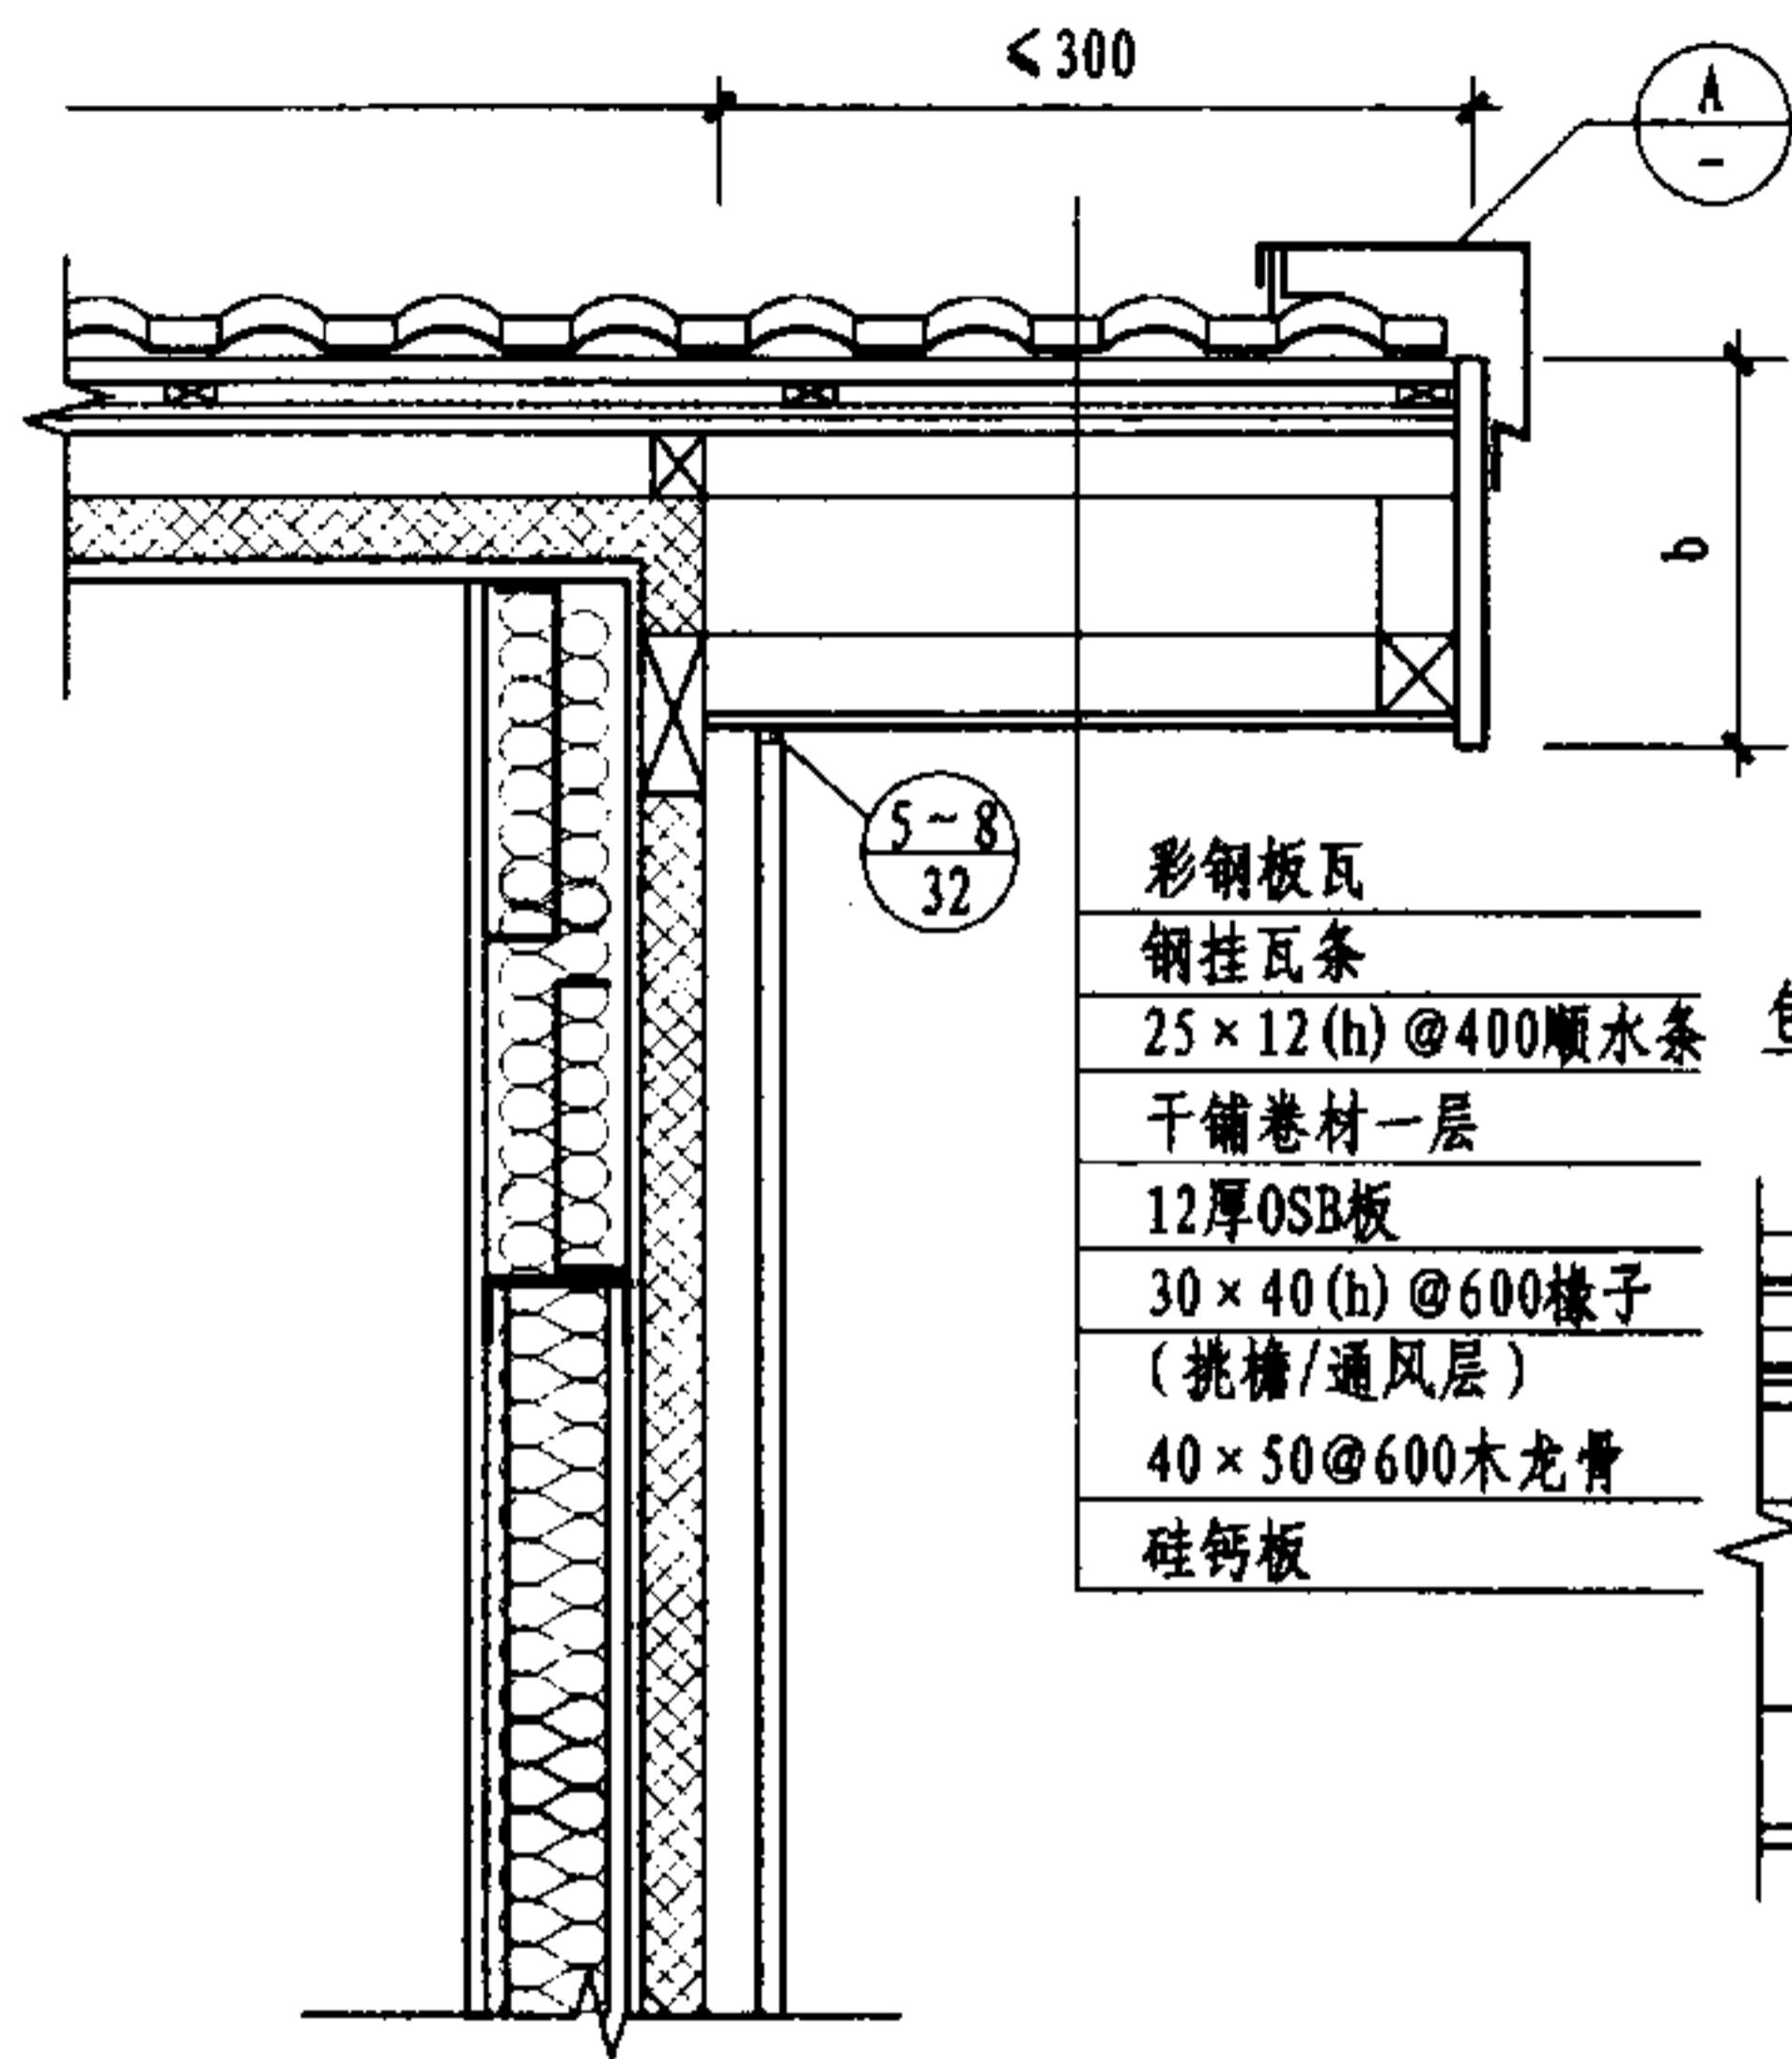 <300
A
-
b
5~8
32
彩钢板瓦
钢挂瓦条
25×12(h)@400顺水条
干铺卷材一层
12厚OSB板
30×40(h)@600椽子
(挑檐/通风层)
40×50@600木龙骨
硅钙板